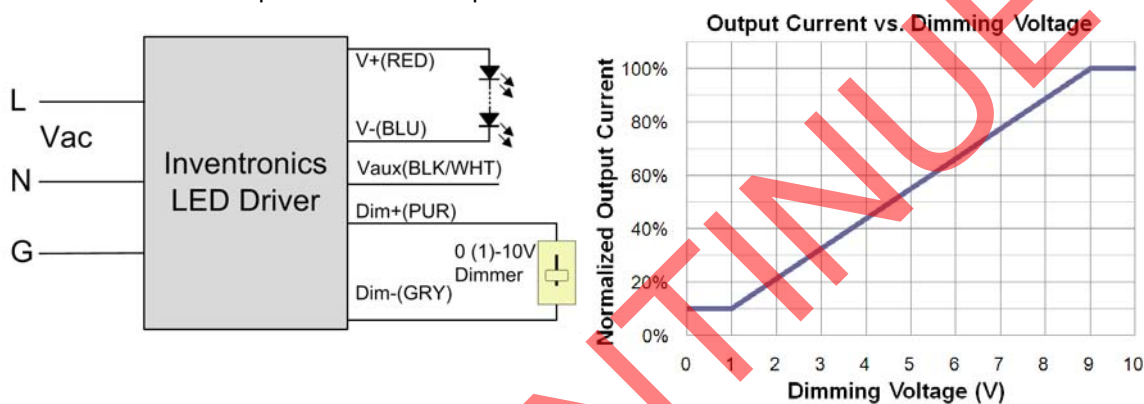 L
Vac
N
G
Inventronics
LED Driver
V+(RED)
V-(BLU)
Vaux(BLK/WHT)
Dim+(PUR)
0 (1)-10V
Dimmer
Dim-(GRY)
Output Current vs. Dimming Voltage
Normalized Output Current
100%
80%
60%
40%
20%
0%
0 1 2 3 4 5 6 7 8 9 10
Dimming Voltage (V)
NTINUE